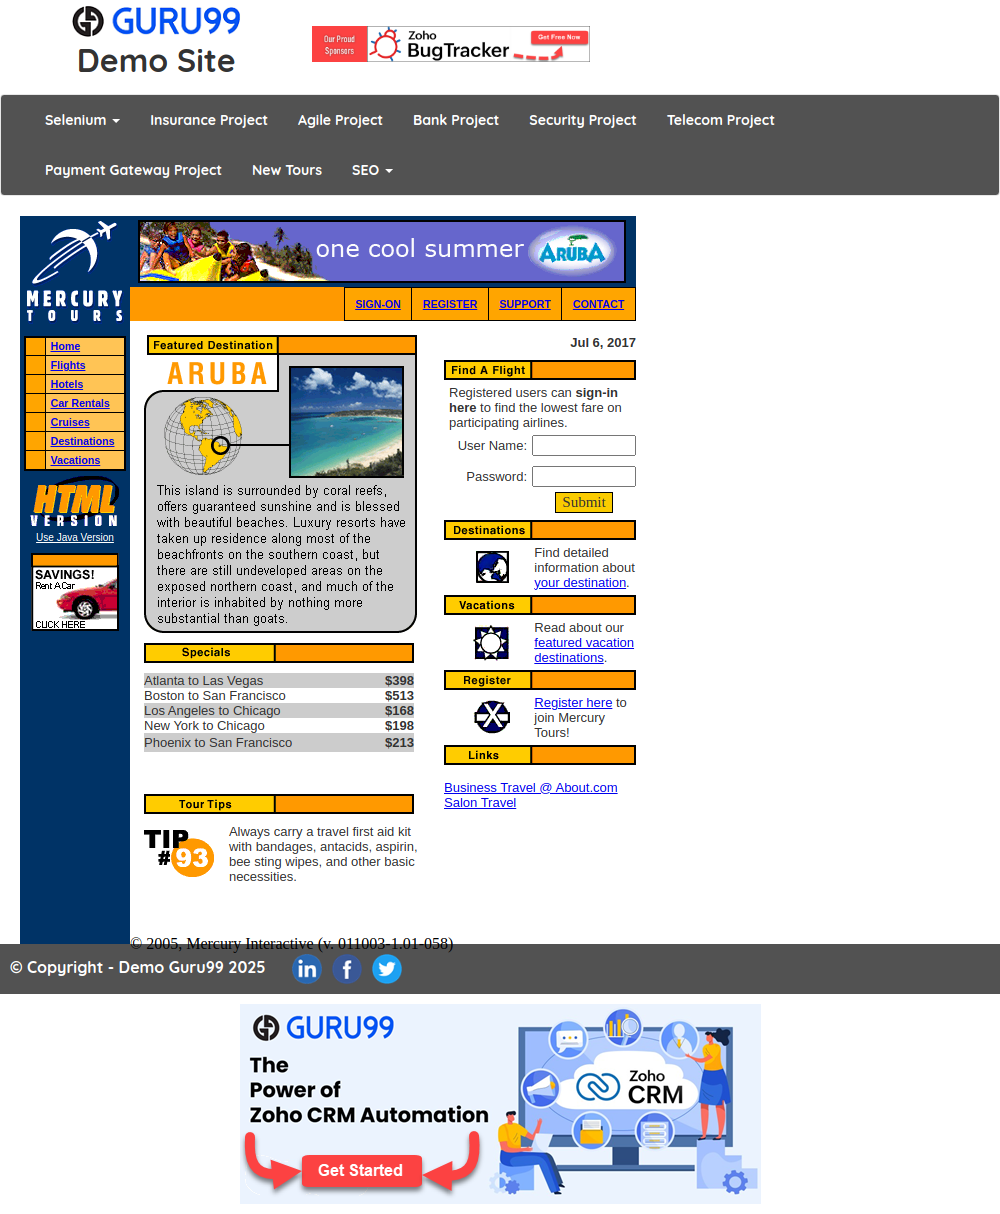 GURU99
Demo Site
Our Proud
Sponsors
Zoho
BugTracker
Get Free Now
Selenium
Insurance Project
Agile Project
Bank Project
Security Project
Telecom Project
Payment Gateway Project
New Tours
SEO
MERCURY
TOURS
one cool summer
ARUBA
SIGN-ON
REGISTER
SUPPORT
CONTACT
Home
Flights
Hotels
Car Rentals
Cruises
Destinations
Vacations
HTML
VERSION
Use Java Version
SAVINGS!
Rent A Car
CLICK HERE
Featured Destination
ARUBA
This island is surrounded by coral reefs,
offers guaranteed sunshine and is blessed
with beautiful beaches. Luxury resorts have
taken up residence along most of the
beachfronts on the southern coast, but
there are still undeveloped areas on the
exposed northern coast, and much of the
interior is inhabited by nothing more
substantial than goats.
Specials
Atlanta to Las Vegas $398
Boston to San Francisco $513
Los Angeles to Chicago $168
New York to Chicago $198
Phoenix to San Francisco $213
Tour Tips
TIP
#93
Always carry a travel first aid kit
with bandages, antacids, aspirin,
bee sting wipes, and other basic
necessities.
Jul 6, 2017
Find A Flight
Registered users can sign-in
here to find the lowest fare on
participating airlines.
User Name:
Password:
Submit
Destinations
Find detailed
information about
your destination.
Vacations
Read about our
featured vacation
destinations.
Register
Register here to
join Mercury
Tours!
Links
Business Travel @ About.com
Salon Travel
© 2005, Mercury Interactive (v. 011003-1.01-058)
© Copyright - Demo Guru99 2025
GURU99
The
Power of
Zoho CRM Automation
Get Started
Zoho
CRM